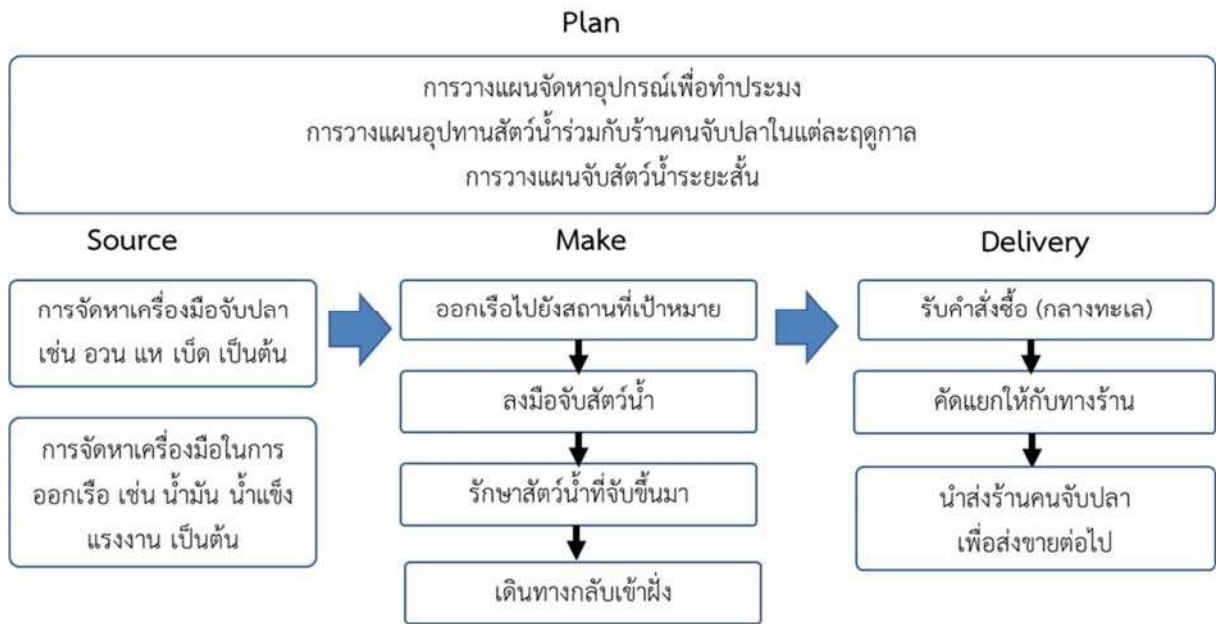 Plan
การวางแผนจัดหาอุปกรณ์เพื่อทำประมง
การวางแผนอุปทานสัตว์น้ำร่วมกับร้านคนจับปลาในแต่ละฤดูกาล
การวางแผนจับสัตว์น้ำระยะสั้น
Source
การจัดหาเครื่องมือจับปลา
เช่น อวน แห เบ็ด เป็นต้น
การจัดหาเครื่องมือในการ
ออกเรือ เช่น น้ำมัน น้ำแข็ง
แรงงาน เป็นต้น
Make
ออกเรือไปยังสถานที่เป้าหมาย
ลงมือจับสัตว์น้ำ
รักษาสัตว์น้ำที่จับขึ้นมา
เดินทางกลับเข้าฝั่ง
Delivery
รับคำสั่งซื้อ (กลางทะเล)
คัดแยกให้กับทางร้าน
นำส่งร้านคนจับปลา
เพื่อส่งขายต่อไป